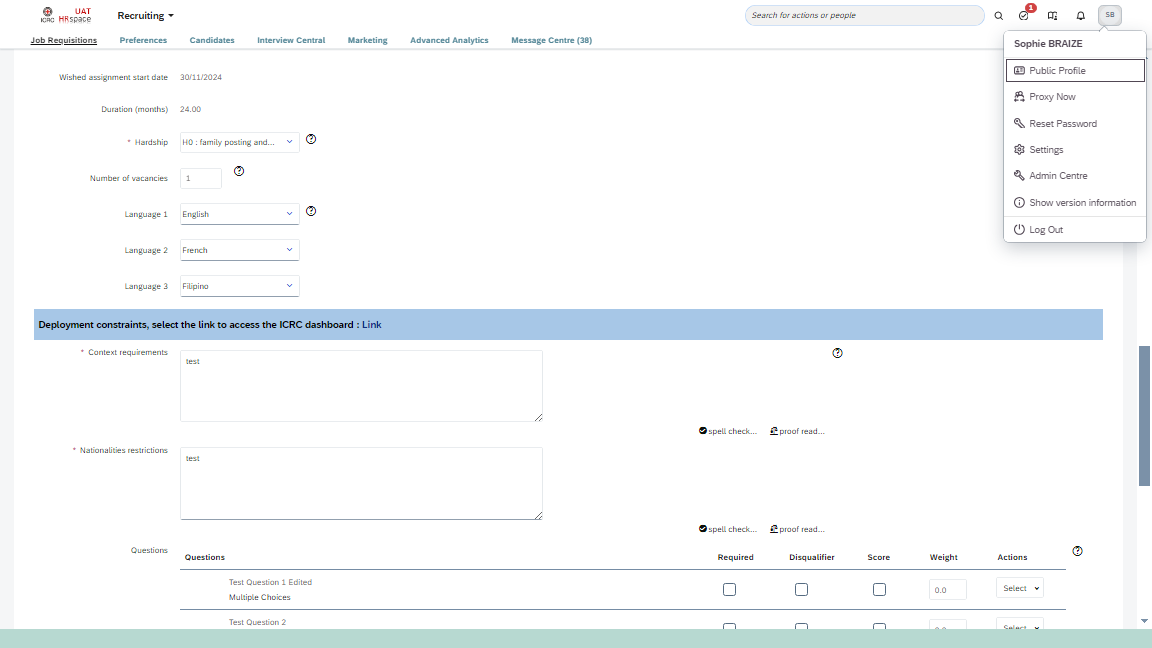 UAT
ICRC HRspace
Recruiting
Search for actions or people
1
SB
Job Requisitions Preferences Candidates Interview Central Marketing Advanced Analytics Message Centre (38)
Sophie BRAIZE
Public Profile
Proxy Now
Reset Password
Settings
Admin Centre
Show version information
Log Out
Wished assignment start date 30/11/2024
Duration (months) 24.00
* Hardship H0 : family posting and...
Number of vacancies 1
Language 1 English
Language 2 French
Language 3 Filipino
Deployment constraints, select the link to access the ICRC dashboard : Link
* Context requirements test
spell check... proof read...
* Nationalities restrictions test
spell check... proof read...
Questions
Questions Required Disqualifier Score Weight Actions
Test Question 1 Edited
Multiple Choices 0.0 Select
Test Question 2 0.0 Select